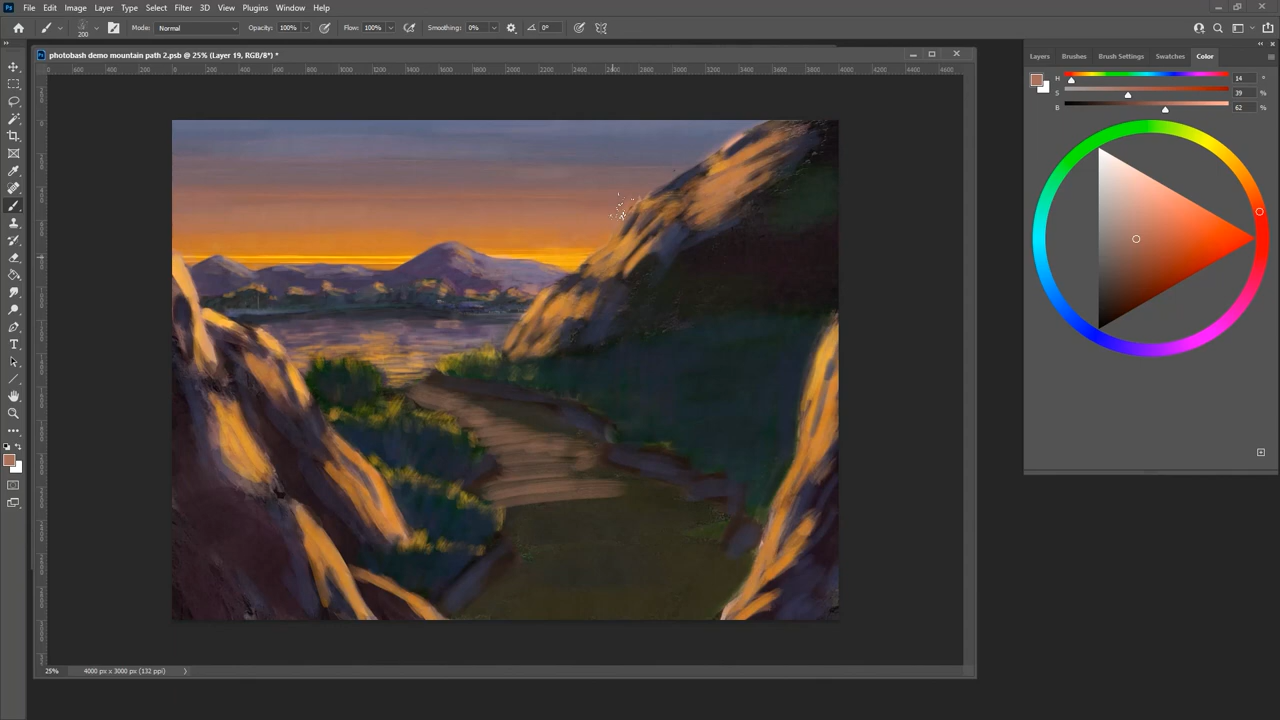 Ps File Edit Image Layer Type Select Filter 3D View Plugins Window Help
200 Mode: Normal Opacity: 100% Flow: 100% Smoothing: 0% 0°
photobash demo mountain path 2.psb @ 25% (Layer 19, RGB/8*) *
Layers Brushes Brush Settings Swatches Color
H 14 °
S 39 %
B 62 %
25% 4000 px x 3000 px (132 ppi)